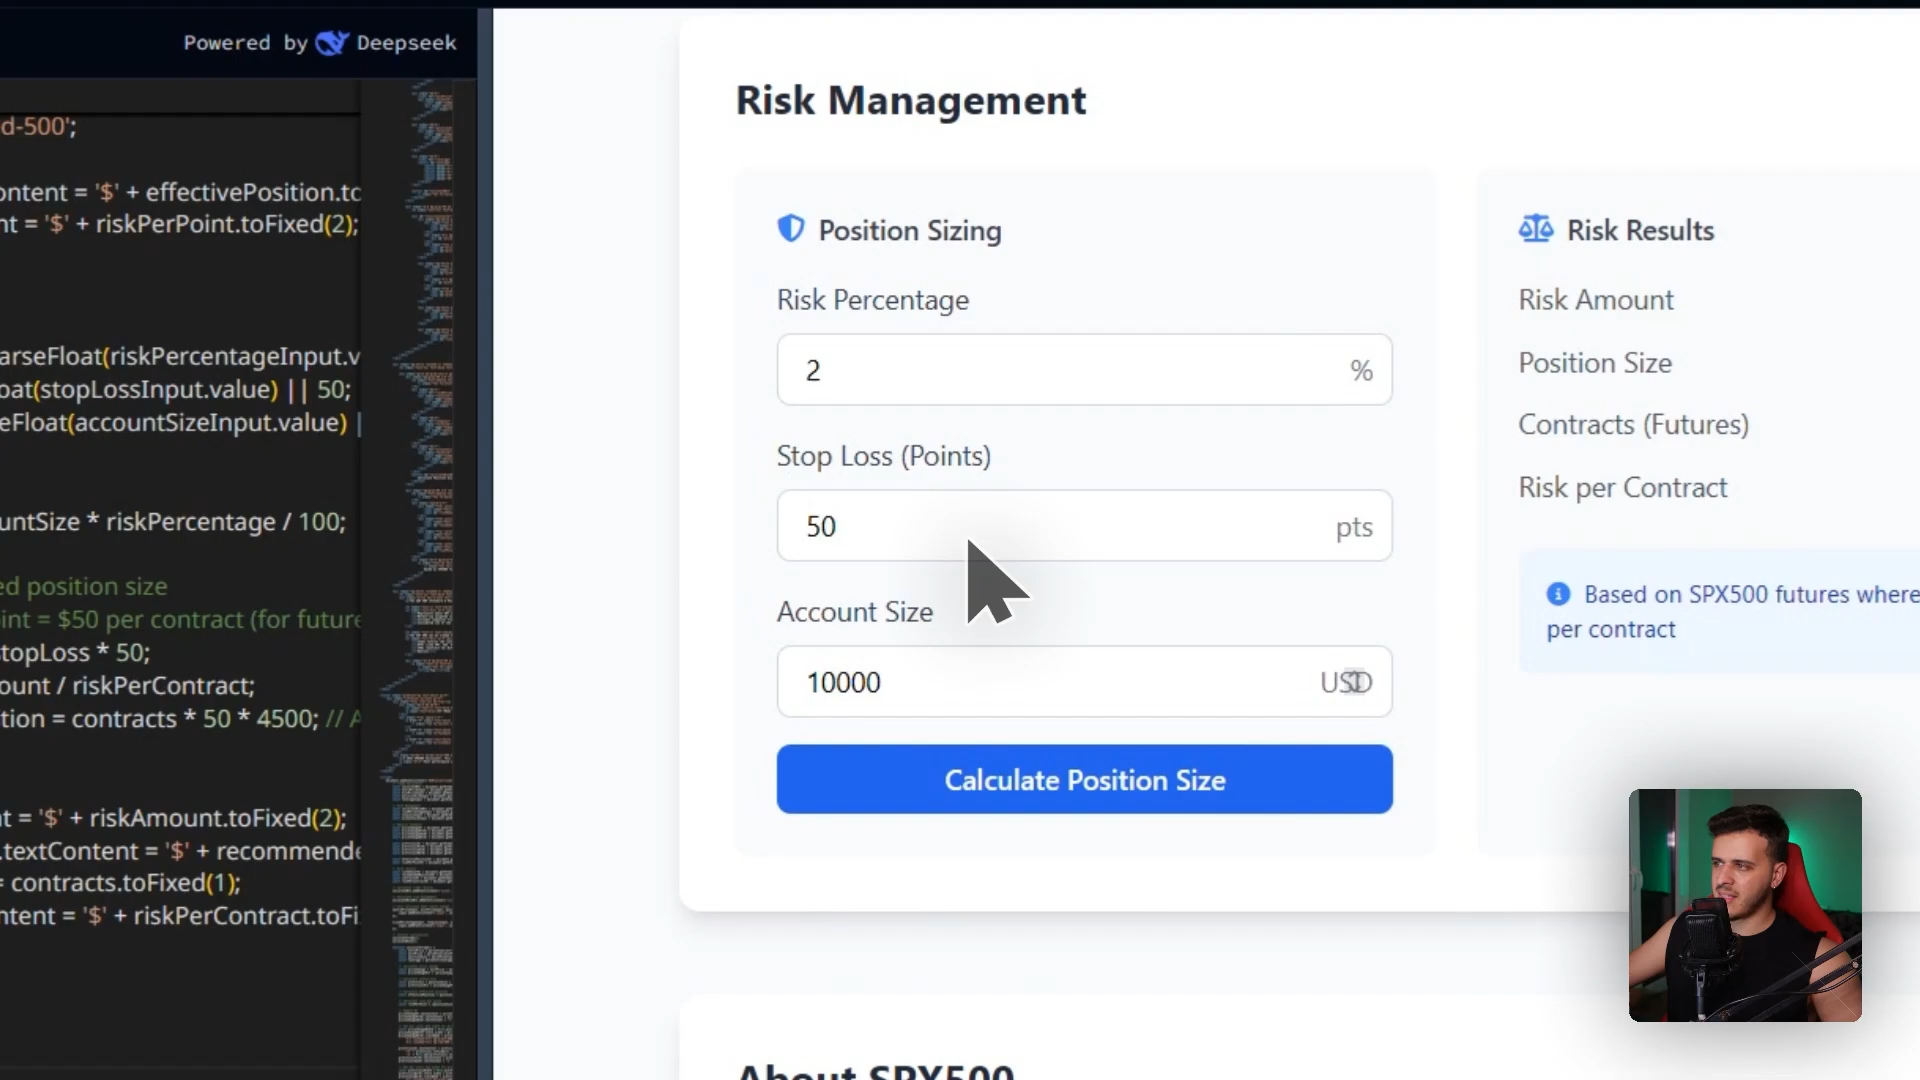 Powered by Deepseek
d-500';
ontent = '$' + effectivePosition.to
nt = '$' + riskPerPoint.toFixed(2);
arseFloat(riskPercentageInput.v
oat(stopLossInput.value) || 50;
eFloat(accountSizeInput.value) |
untSize * riskPercentage / 100;
ed position size
int = $50 per contract (for future
topLoss * 50;
ount / riskPerContract;
tion = contracts * 50 * 4500; // A
nt = '$' + riskAmount.toFixed(2);
.textContent = '$' + recommende
= contracts.toFixed(1);
ntent = '$' + riskPerContract.toFi
Risk Management
Position Sizing
Risk Percentage
2 %
Stop Loss (Points)
50 pts
Account Size
10000 USD
Calculate Position Size
Risk Results
Risk Amount
Position Size
Contracts (Futures)
Risk per Contract
Based on SPX500 futures where
per contract
About SPX500